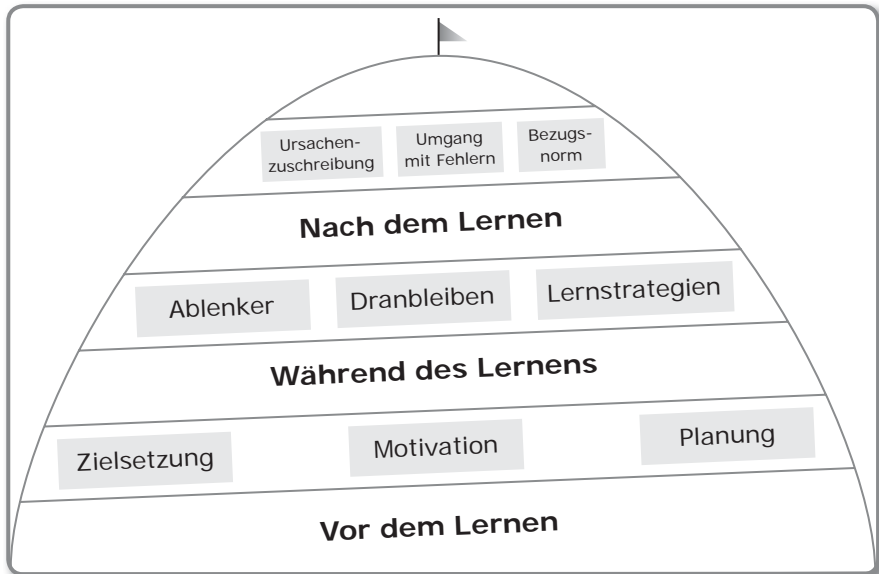 Ursachen-
zuschreibung
Umgang
mit Fehlern
Bezugs-
norm
Nach dem Lernen
Ablenker
Dranbleiben
Lernstrategien
Während des Lernens
Zielsetzung
Motivation
Planung
Vor dem Lernen